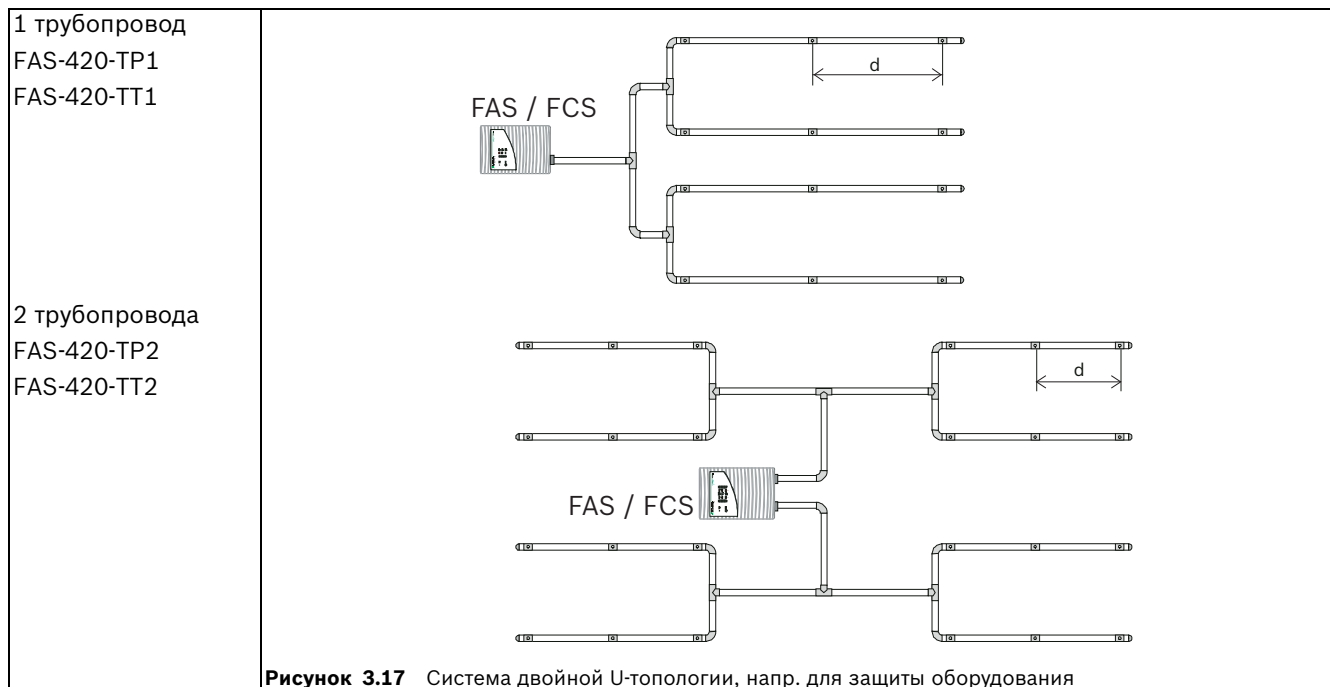 1 трубопровод
FAS-420-TP1
FAS-420-TT1
d
FAS / FCS
2 трубопровода
FAS-420-TP2
FAS-420-TT2
d
FAS / FCS
Рисунок 3.17 Система двойной U-топологии, напр. для защиты оборудования